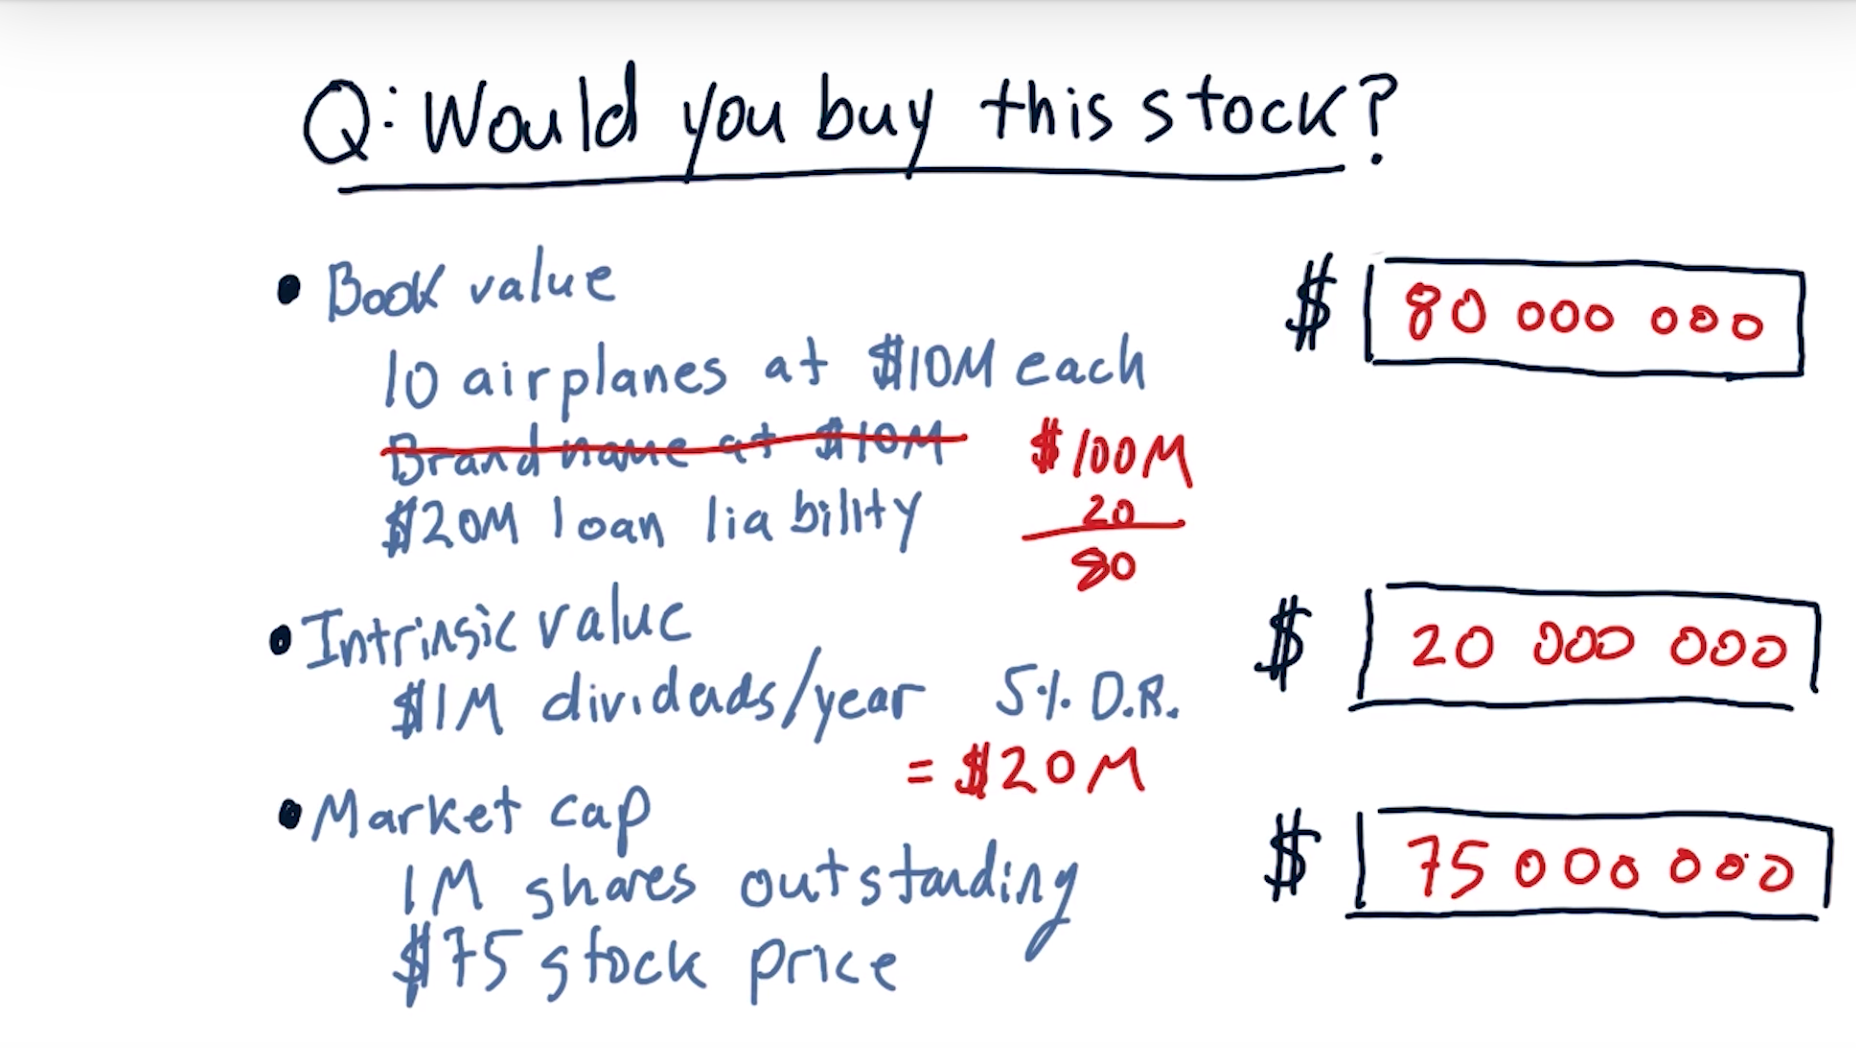 Q: Would you buy this stock?
• Book value
$ 80 000 000
10 airplanes at $10M each
Brand name at $10M
$100M
$20M loan liability
20
80
• Intrinsic value
$ 20 000 000
$1M dividends/year 5% D.R.
= $20M
• Market cap
$ 75 000 000
1M shares outstanding
$75 stock price